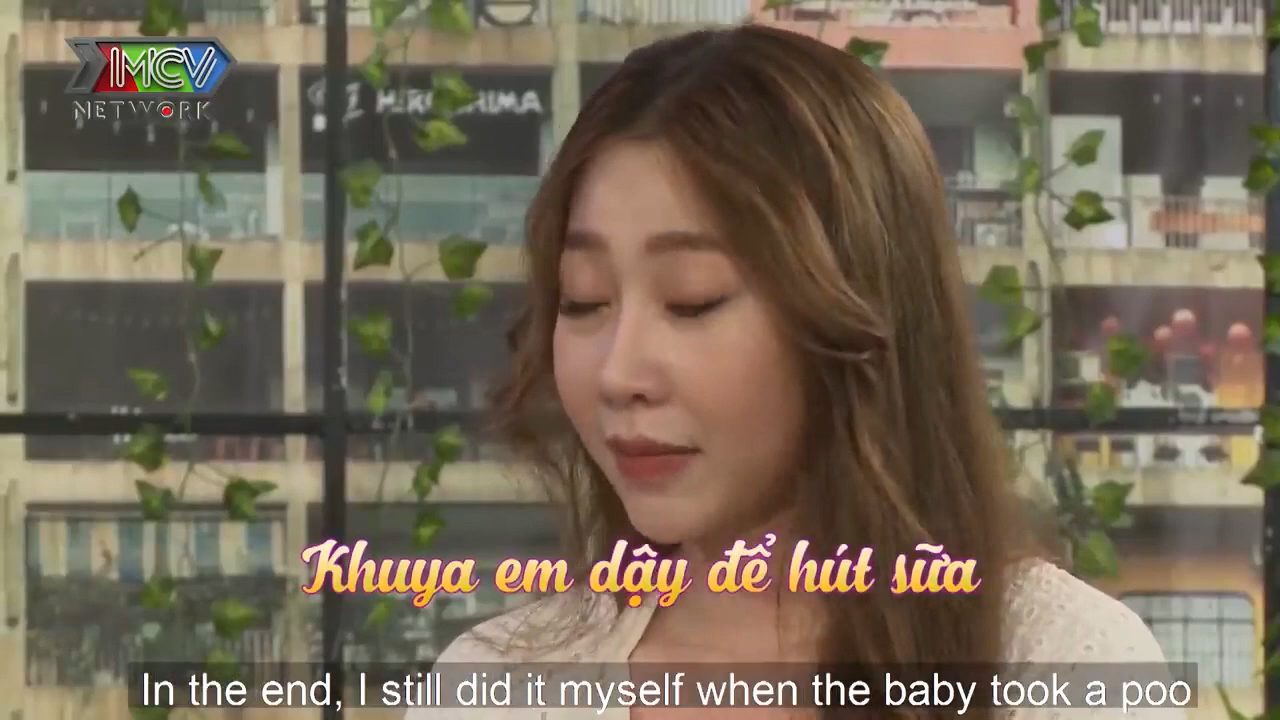 MCV
NETWORK
Khuya em dậy để hút sữa
In the end, I still did it myself when the baby took a poo